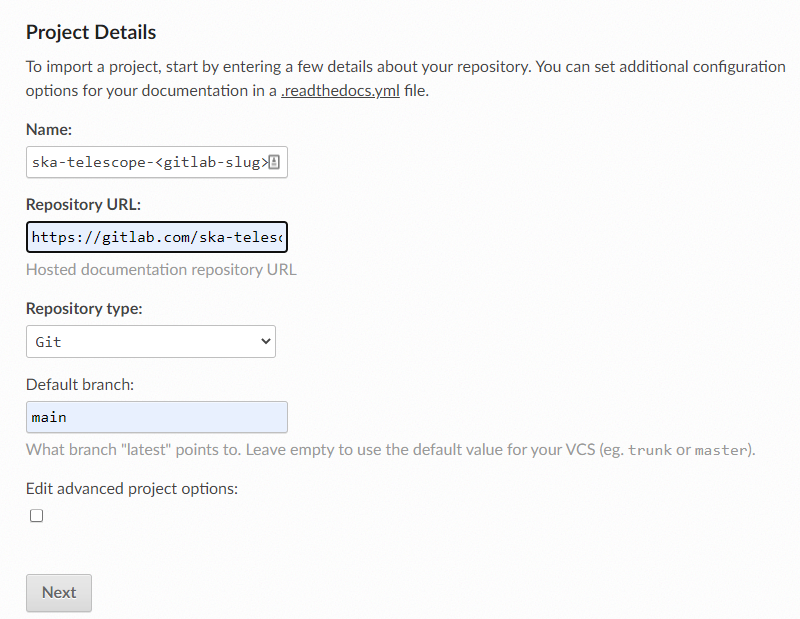 Project Details
To import a project, start by entering a few details about your repository. You can set additional configuration
options for your documentation in a .readthedocs.yml file.
Name:
ska-telescope-<gitlab-slug>
Repository URL:
https://gitlab.com/ska-telesc
Hosted documentation repository URL
Repository type:
Git
Default branch:
main
What branch "latest" points to. Leave empty to use the default value for your VCS (eg. trunk or master).
Edit advanced project options:
Next